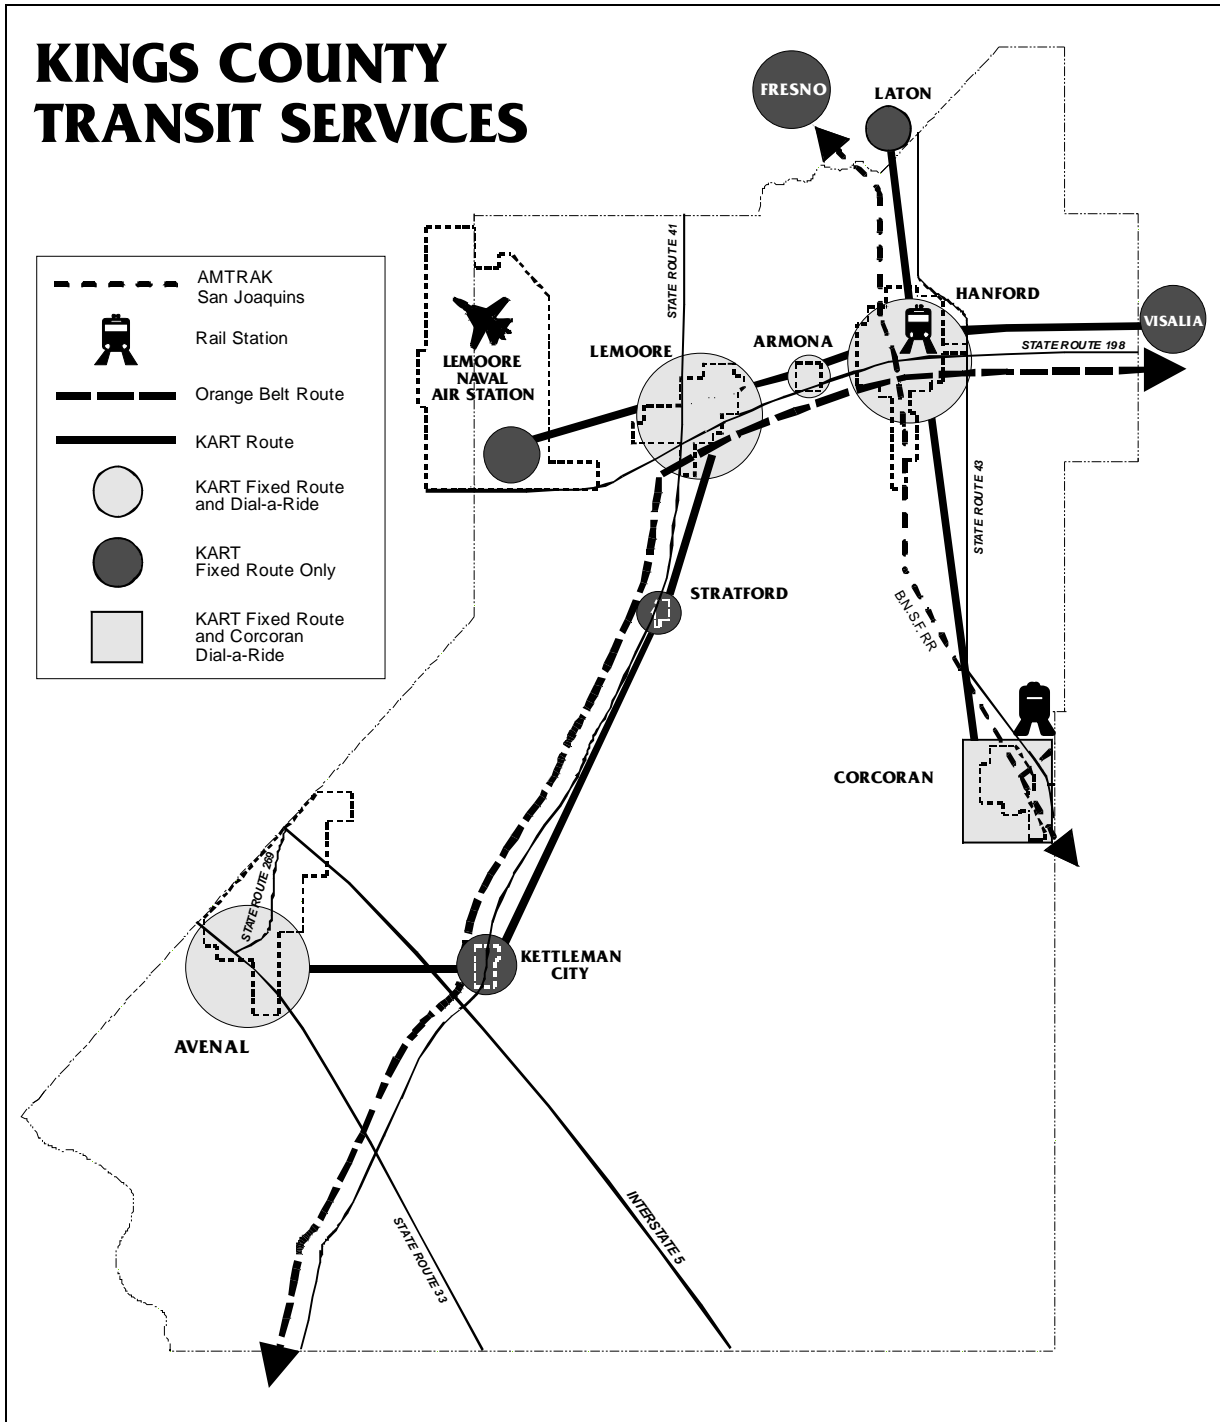 KINGS COUNTY
TRANSIT SERVICES
FRESNO
LATON
AMTRAK
San Joaquins
Rail Station
Orange Belt Route
KART Route
KART Fixed Route
and Dial-a-Ride
KART
Fixed Route Only
KART Fixed Route
and Corcoran
Dial-a-Ride
STATE ROUTE 41
HANFORD
VISALIA
STATE ROUTE 198
ARMONA
LEMOORE
LEMOORE
NAVAL
AIR STATION
STATE ROUTE 43
STRATFORD
B.N.S.F. RR
CORCORAN
STATE ROUTE 269
KETTLEMAN
CITY
AVENAL
INTERSTATE 5
STATE ROUTE 33